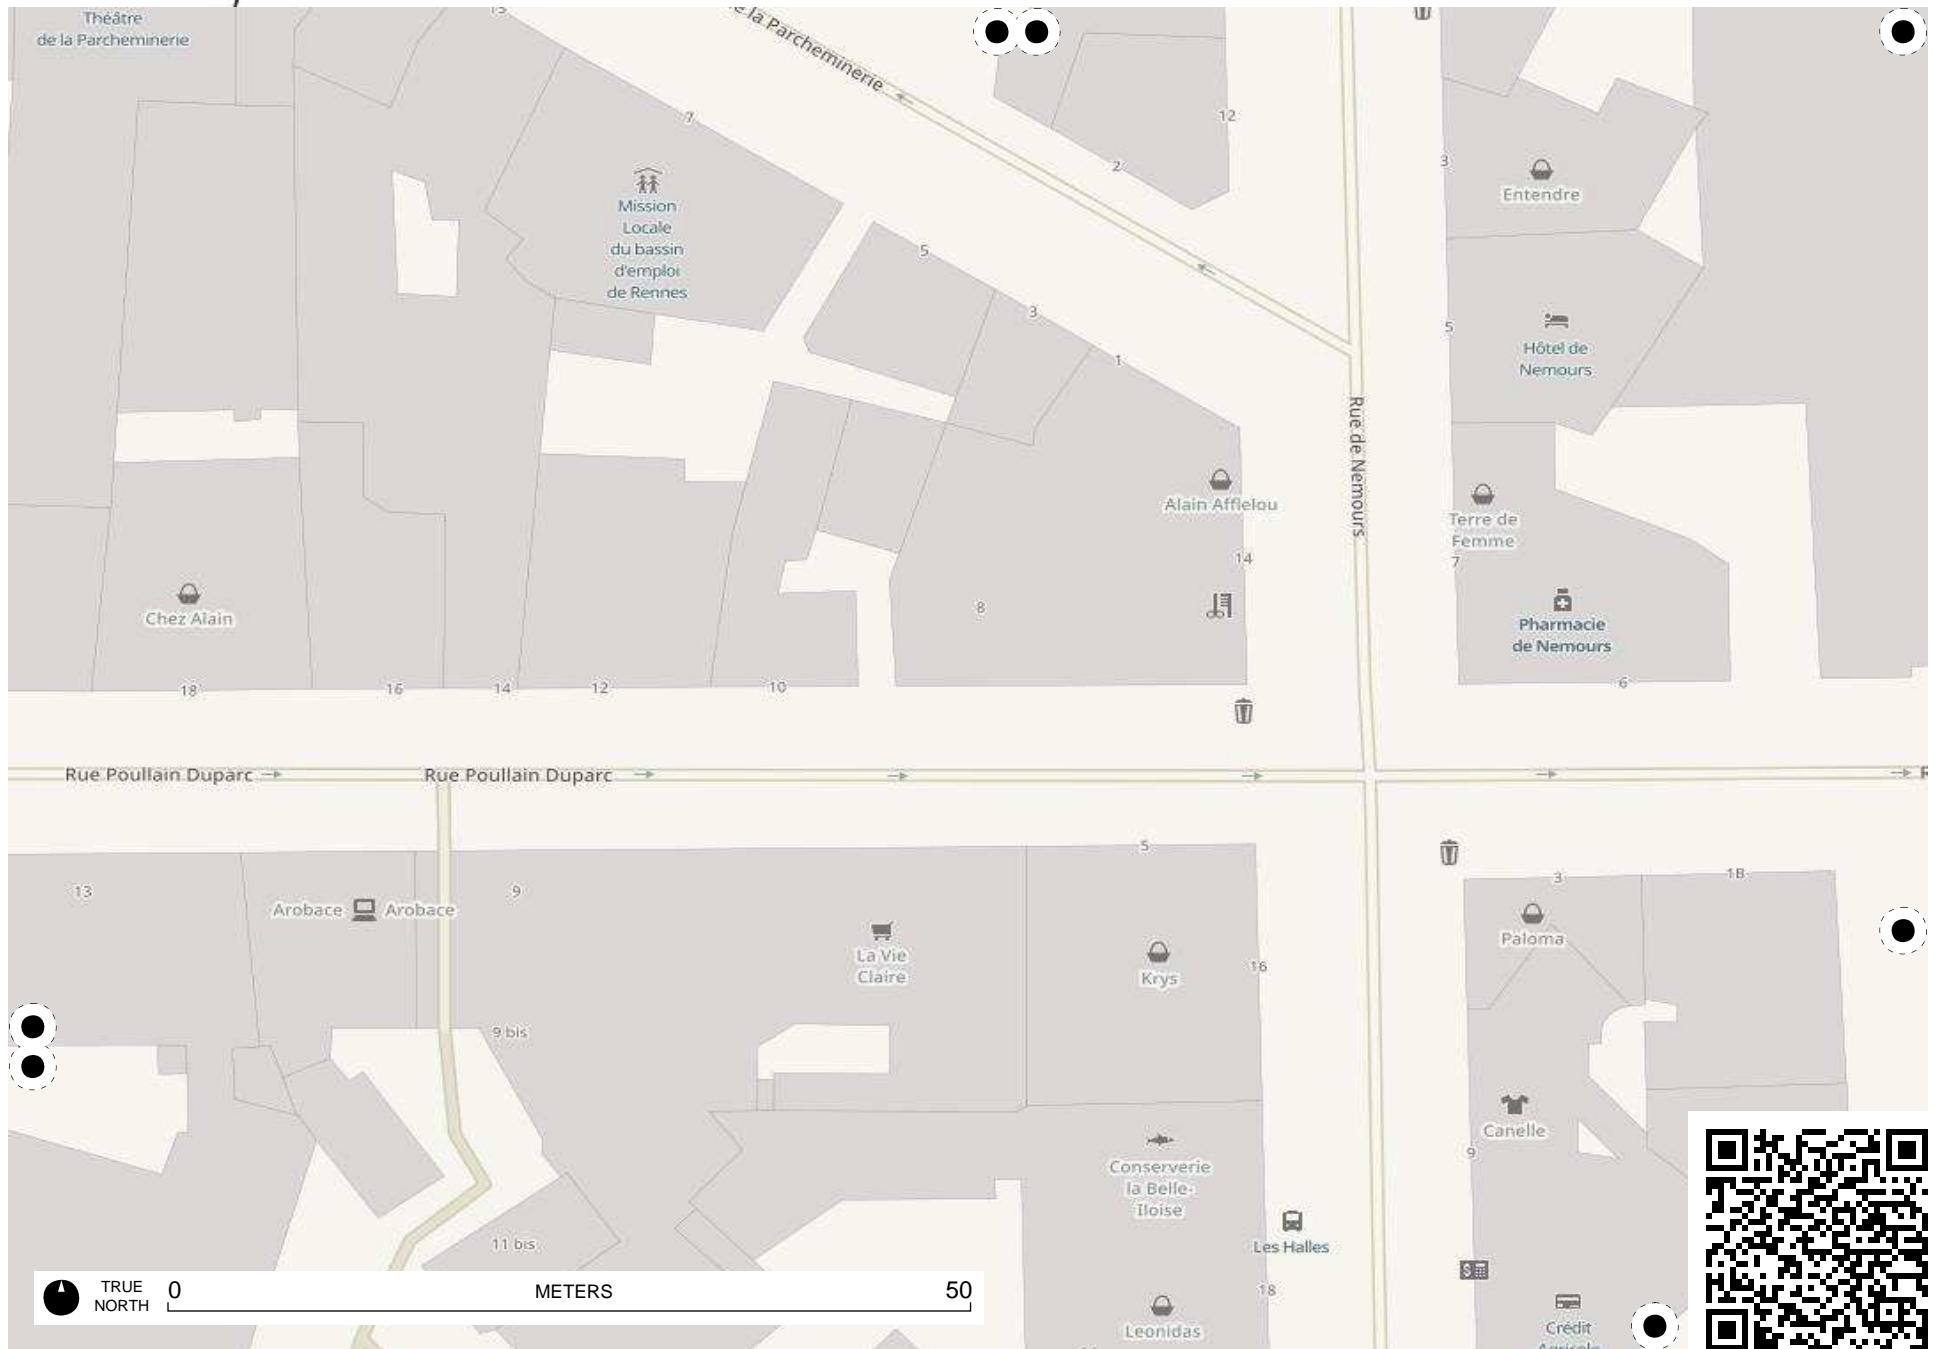 Théâtre
de la Parcheminerie
la Parcheminerie
7
12
2
3
Entendre
Mission
Locale
du bassin
d'emploi
de Rennes
5
3
1
5
Hôtel de
Nemours
Rue de Nemours
Alain Afflelou
14
Terre de
Femme
7
Chez Alain
8
Pharmacie
de Nemours
18
16
14
12
10
6
Rue Poullain Duparc
Rue Poullain Duparc
13
Arobace
Arobace
9
5
3
1B
La Vie
Claire
Krys
16
Paloma
9 bis
Canelle
9
Conserverie
la Belle-
Iloise
11 bis
Les Halles
TRUE
NORTH
0
METERS
50
18
Leonidas
Crédit